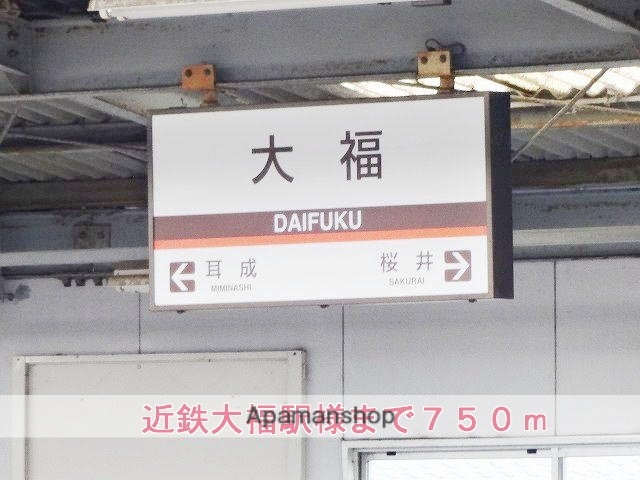 大福
DAIFUKU
耳成 桜井
MIMINASHI SAKURAI
近鉄大福駅様まで７５０ｍ
Apamanshop